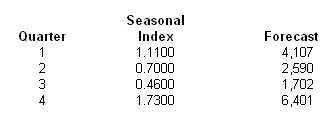 Seasonal
Quarter Index Forecast
1 1.1100 4,107
2 0.7000 2,590
3 0.4600 1,702
4 1.7300 6,401